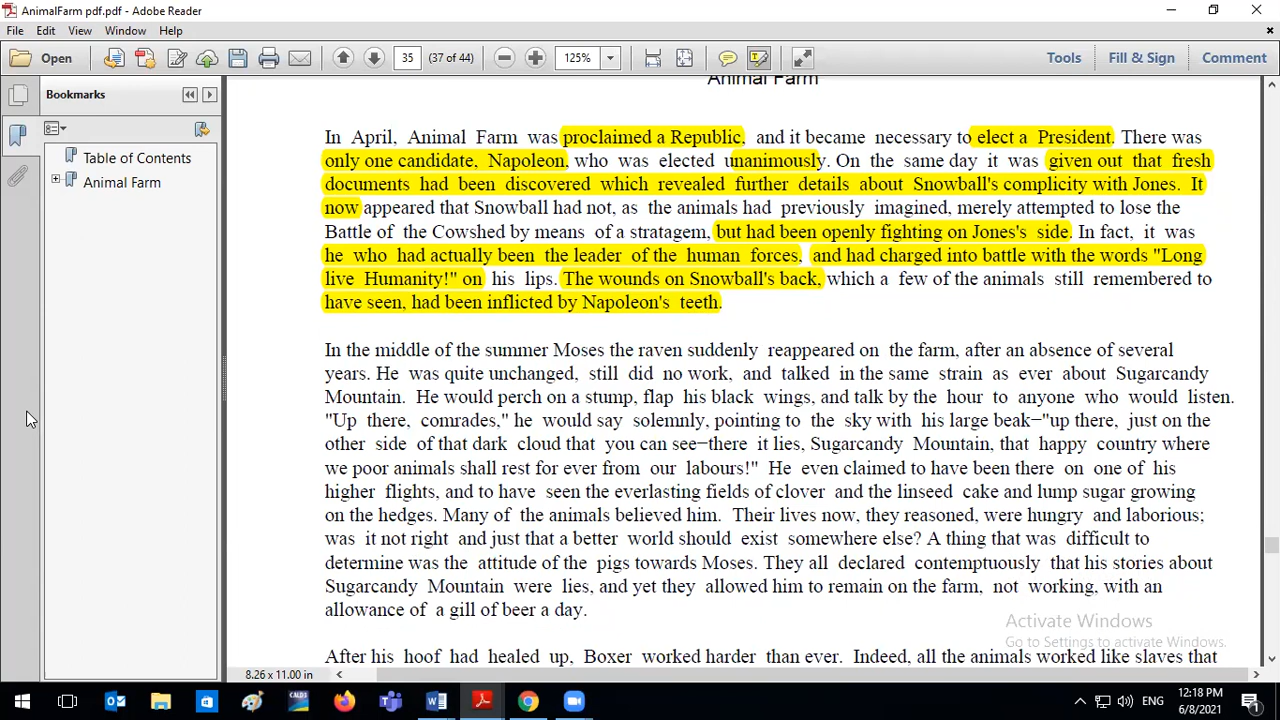 AnimalFarm pdf.pdf - Adobe Reader
File Edit View Window Help
Open 35 (37 of 44) 125% Tools Fill & Sign Comment
Bookmarks
Table of Contents
Animal Farm
Animal Farm
In April, Animal Farm was proclaimed a Republic, and it became necessary to elect a President. There was
only one candidate, Napoleon, who was elected unanimously. On the same day it was given out that fresh
documents had been discovered which revealed further details about Snowball's complicity with Jones. It
now appeared that Snowball had not, as the animals had previously imagined, merely attempted to lose the
Battle of the Cowshed by means of a stratagem, but had been openly fighting on Jones's side. In fact, it was
he who had actually been the leader of the human forces, and had charged into battle with the words "Long
live Humanity!" on his lips. The wounds on Snowball's back, which a few of the animals still remembered to
have seen, had been inflicted by Napoleon's teeth.
In the middle of the summer Moses the raven suddenly reappeared on the farm, after an absence of several
years. He was quite unchanged, still did no work, and talked in the same strain as ever about Sugarcandy
Mountain. He would perch on a stump, flap his black wings, and talk by the hour to anyone who would listen.
"Up there, comrades," he would say solemnly, pointing to the sky with his large beak−"up there, just on the
other side of that dark cloud that you can see−there it lies, Sugarcandy Mountain, that happy country where
we poor animals shall rest for ever from our labours!" He even claimed to have been there on one of his
higher flights, and to have seen the everlasting fields of clover and the linseed cake and lump sugar growing
on the hedges. Many of the animals believed him. Their lives now, they reasoned, were hungry and laborious;
was it not right and just that a better world should exist somewhere else? A thing that was difficult to
determine was the attitude of the pigs towards Moses. They all declared contemptuously that his stories about
Sugarcandy Mountain were lies, and yet they allowed him to remain on the farm, not working, with an
allowance of a gill of beer a day.
Activate Windows
Go to Settings to activate Windows.
After his hoof had healed up, Boxer worked harder than ever. Indeed, all the animals worked like slaves that
8.26 x 11.00 in
ENG
12:18 PM
6/8/2021